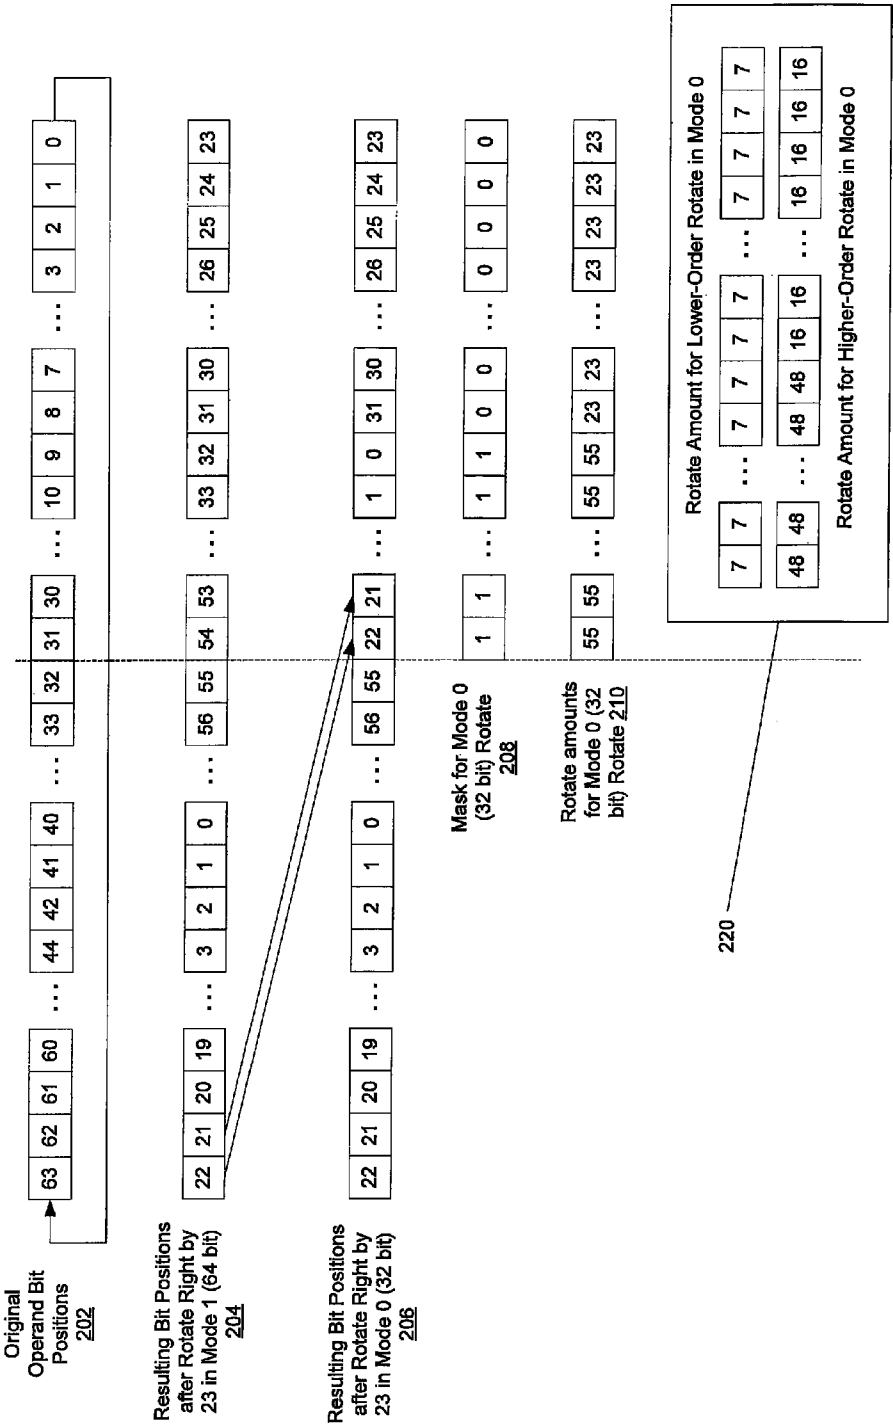 Original
Operand Bit
Positions
202
63 62 61 60 ... 44 42 41 40 ... 33 32 31 30 ... 10 9 8 7 ... 3 2 1 0
Resulting Bit Positions
after Rotate Right by
23 in Mode 1 (64 bit)
204
22 21 20 19 ... 3 2 1 0 ... 56 55 54 53 ... 33 32 31 30 ... 26 25 24 23
Resulting Bit Positions
after Rotate Right by
23 in Mode 0 (32 bit)
206
22 21 20 19 ... 3 2 1 0 ... 56 55 22 21 ... 1 0 31 30 ... 26 25 24 23
Mask for Mode 0
(32 bit) Rotate
208
1 1 ... 1 1 0 0 ... 0 0 0 0
Rotate amounts
for Mode 0 (32
bit) Rotate 210
55 55 ... 55 55 23 23 ... 23 23 23 23
220
Rotate Amount for Lower-Order Rotate in Mode 0
7 7 ... 7 7 7 7 ... 7 7 7 7
48 48 ... 48 48 16 16 ... 16 16 16 16
Rotate Amount for Higher-Order Rotate in Mode 0